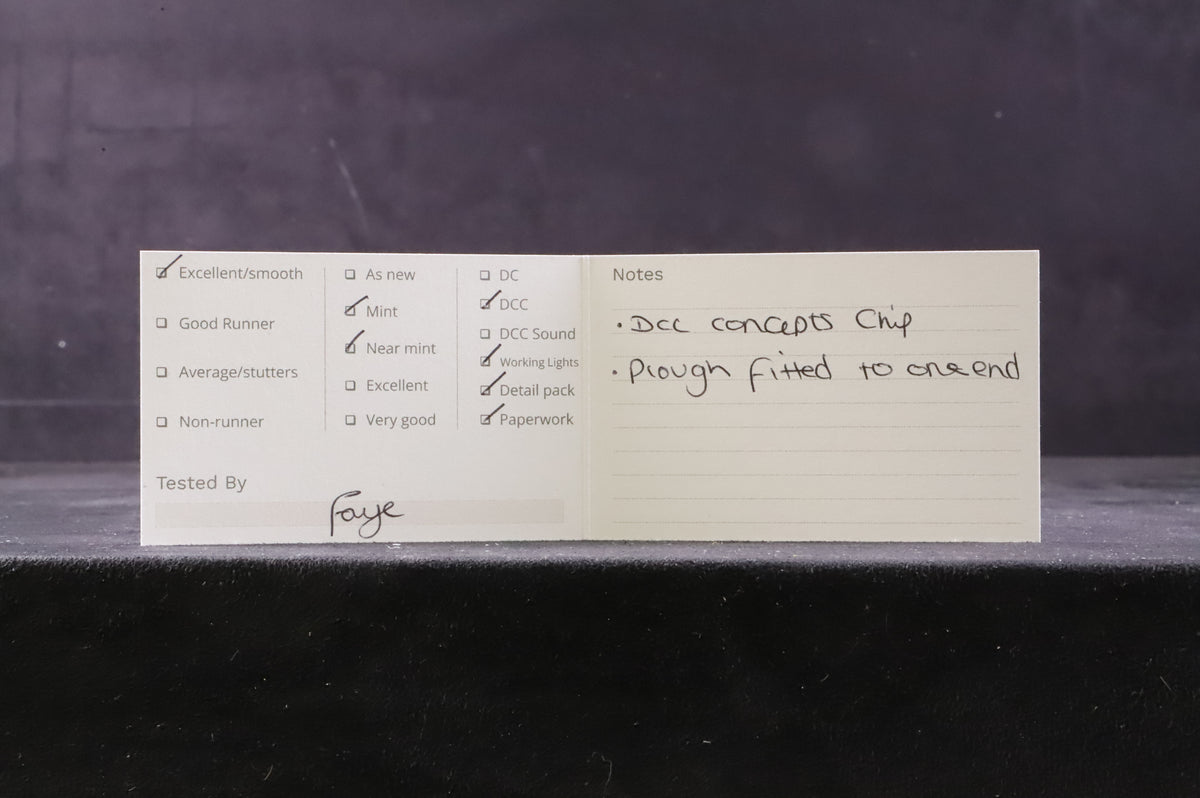 Excellent/smooth
Good Runner
Average/stutters
Non-runner
As new
Mint
Near mint
Excellent
Very good
DC
DCC
DCC Sound
Working Lights
Detail pack
Paperwork
Tested By
Faye
Notes
• DCC concepts Chip
• Plough fitted to one end